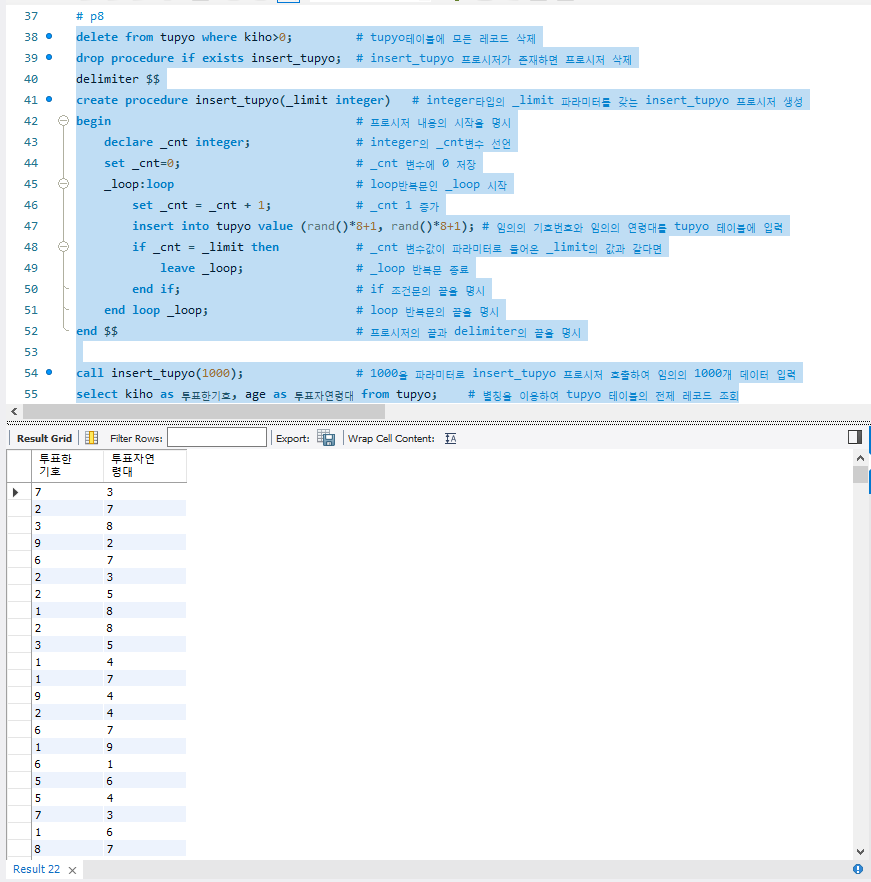 37 # p8
38 delete from tupyo where kiho>0; # tupyo테이블에 모든 레코드 삭제
39 drop procedure if exists insert_tupyo; # insert_tupyo 프로시저가 존재하면 프로시저 삭제
40 delimiter $$
41 create procedure insert_tupyo(_limit integer) # integer타입의 _limit 파라미터를 갖는 insert_tupyo 프로시저 생성
42 begin # 프로시저 내용의 시작을 명시
43 declare _cnt integer; # integer의 _cnt변수 선언
44 set _cnt=0; # _cnt 변수에 0 저장
45 _loop:loop # loop반복문인 _loop 시작
46 set _cnt = _cnt + 1; # _cnt 1 증가
47 insert into tupyo value (rand()*8+1, rand()*8+1); # 임의의 기호번호와 임의의 연령대를 tupyo 테이블에 입력
48 if _cnt = _limit then # _cnt 변수값이 파라미터로 들어온 _limit의 값과 같다면
49 leave _loop; # _loop 반복문 종료
50 end if; # if 조건문의 끝을 명시
51 end loop _loop; # loop 반복문의 끝을 명시
52 end $$ # 프로시저의 끝과 delimiter의 끝을 명시
53
54 call insert_tupyo(1000); # 1000을 파라미터로 insert_tupyo 프로시저 호출하여 임의의 1000개 데이터 입력
55 select kiho as 투표한기호, age as 투표자연령대 from tupyo; # 별칭을 이용하여 tupyo 테이블의 전체 레코드 조회
Result Grid Filter Rows: Export: Wrap Cell Content: IA
투표한기호 투표자연령대
7 3
2 7
3 8
9 2
6 7
2 3
2 5
1 8
2 8
3 5
1 4
1 7
9 4
2 4
6 7
1 9
6 1
5 6
5 4
7 3
1 6
8 7
Result 22